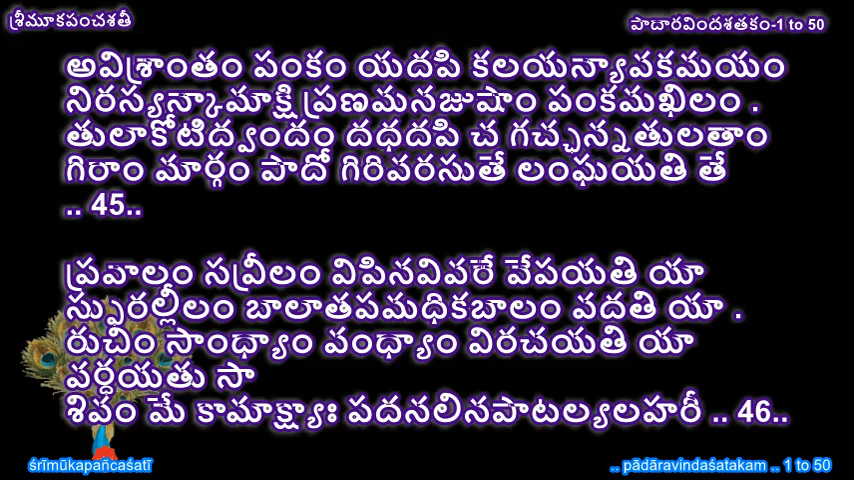 శ్రీమూకపంచశతీ
పాదారవిందశతకం-1 to 50
అవిశ్రాంతం పంకం యదపి కలయన్యావకమయం
నిరస్యన్కామాక్షి ప్రణమనజుషాం పంకమఖిలం .
తులాకోటిద్వందం దధదపి చ గచ్ఛన్నతులతాం
గిరాం మార్గం పాదో గిరివరసుతే లంఘయతి తే
.. 45..
ప్రవాలం సవ్రీలం విపినవివరే వేపయతి యా
స్ఫురల్లీలం బాలాతపమధికబాలం వదతి యా .
రుచిం సాంధ్యాం వంధ్యాం విరచయతి యా
వర్దయతు సా
శివం మే కామాక్ష్యాః పదనలినపాటల్యలహరీ .. 46..
śrīmūkapañcaśatī
.. pādāravindaśatakam .. 1 to 50